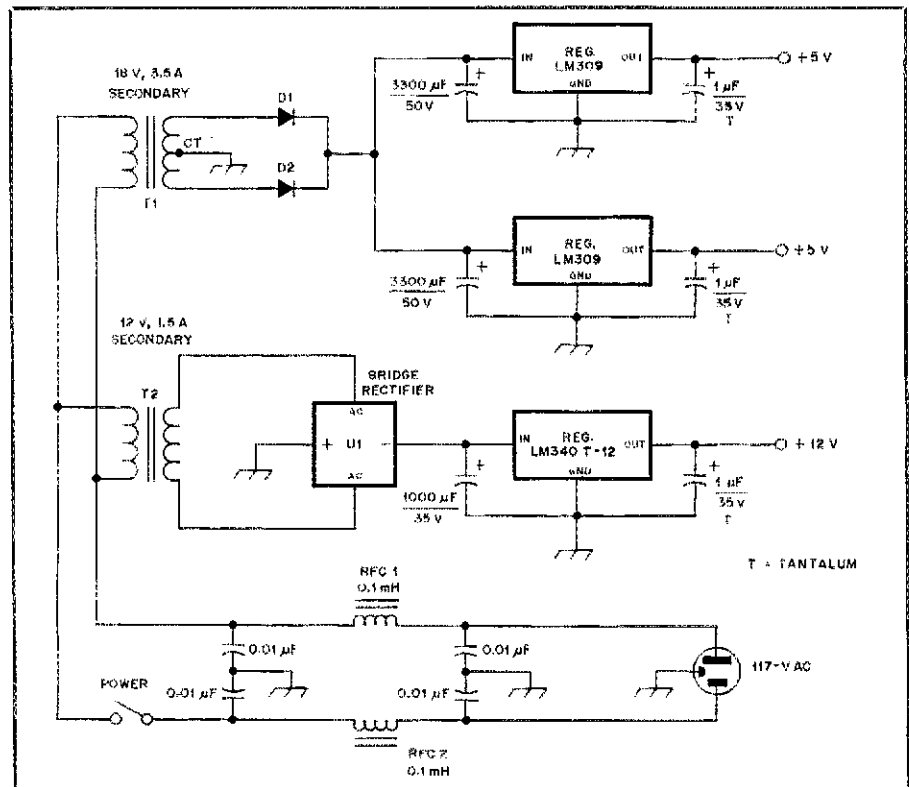 18 V, 3.5 A
SECONDARY
D1
CT
D2
T1
3300 µF
50 V
+
IN
REG.
LM309
OUT
GND
+
1 µF
35 V
T
+5 V
3300 µF
50 V
+
IN
REG.
LM309
OUT
GND
+
1 µF
35 V
T
+5 V
12 V, 1.5 A
SECONDARY
T2
BRIDGE
RECTIFIER
AC
+ U1 -
AC
1000 µF
35 V
+
IN
REG.
LM340 T-12
OUT
GND
+
1 µF
35 V
T
+12 V
T = TANTALUM
RFC 1
0.1 mH
0.01 µF
0.01 µF
117-V AC
POWER
0.01 µF
0.01 µF
RFC 2
0.1 mH